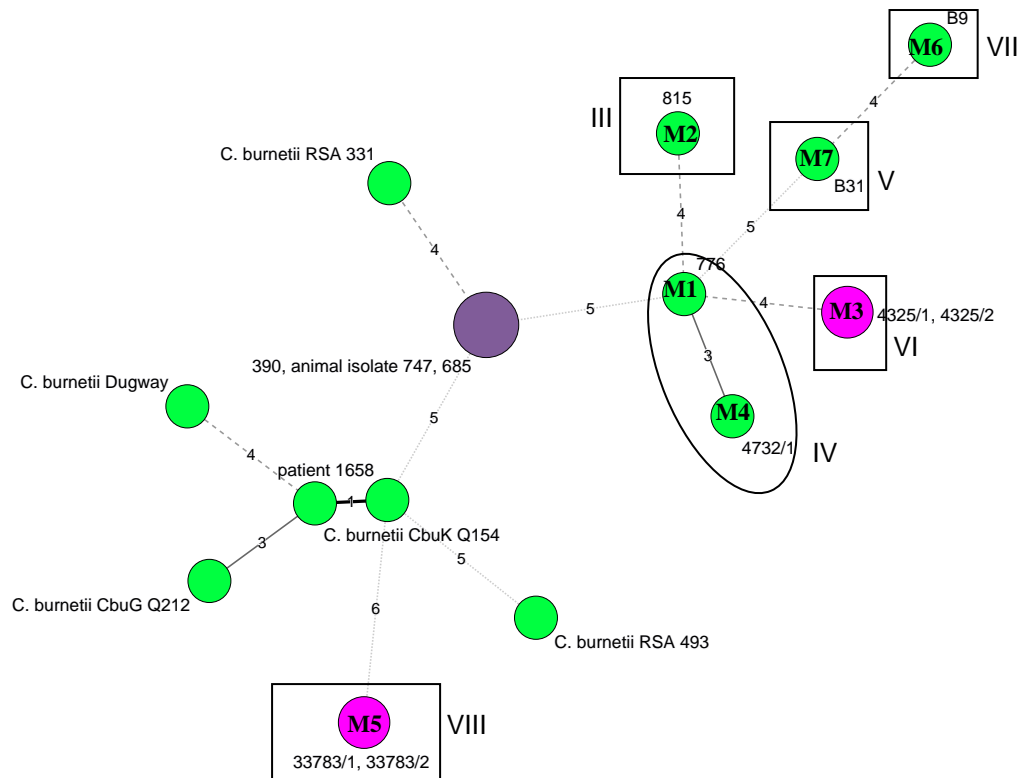 B9
M6
VII
4
815
III
M2
M7
V
B31
C. burnetii RSA 331
4
4
5
776
M1
4
M3
4325/1, 4325/2
VI
5
3
390, animal isolate 747, 685
C. burnetii Dugway
M4
4732/1
IV
5
4
patient 1658
1
C. burnetii CbuK Q154
3
5
C. burnetii CbuG Q212
6
C. burnetii RSA 493
M5
VIII
33783/1, 33783/2